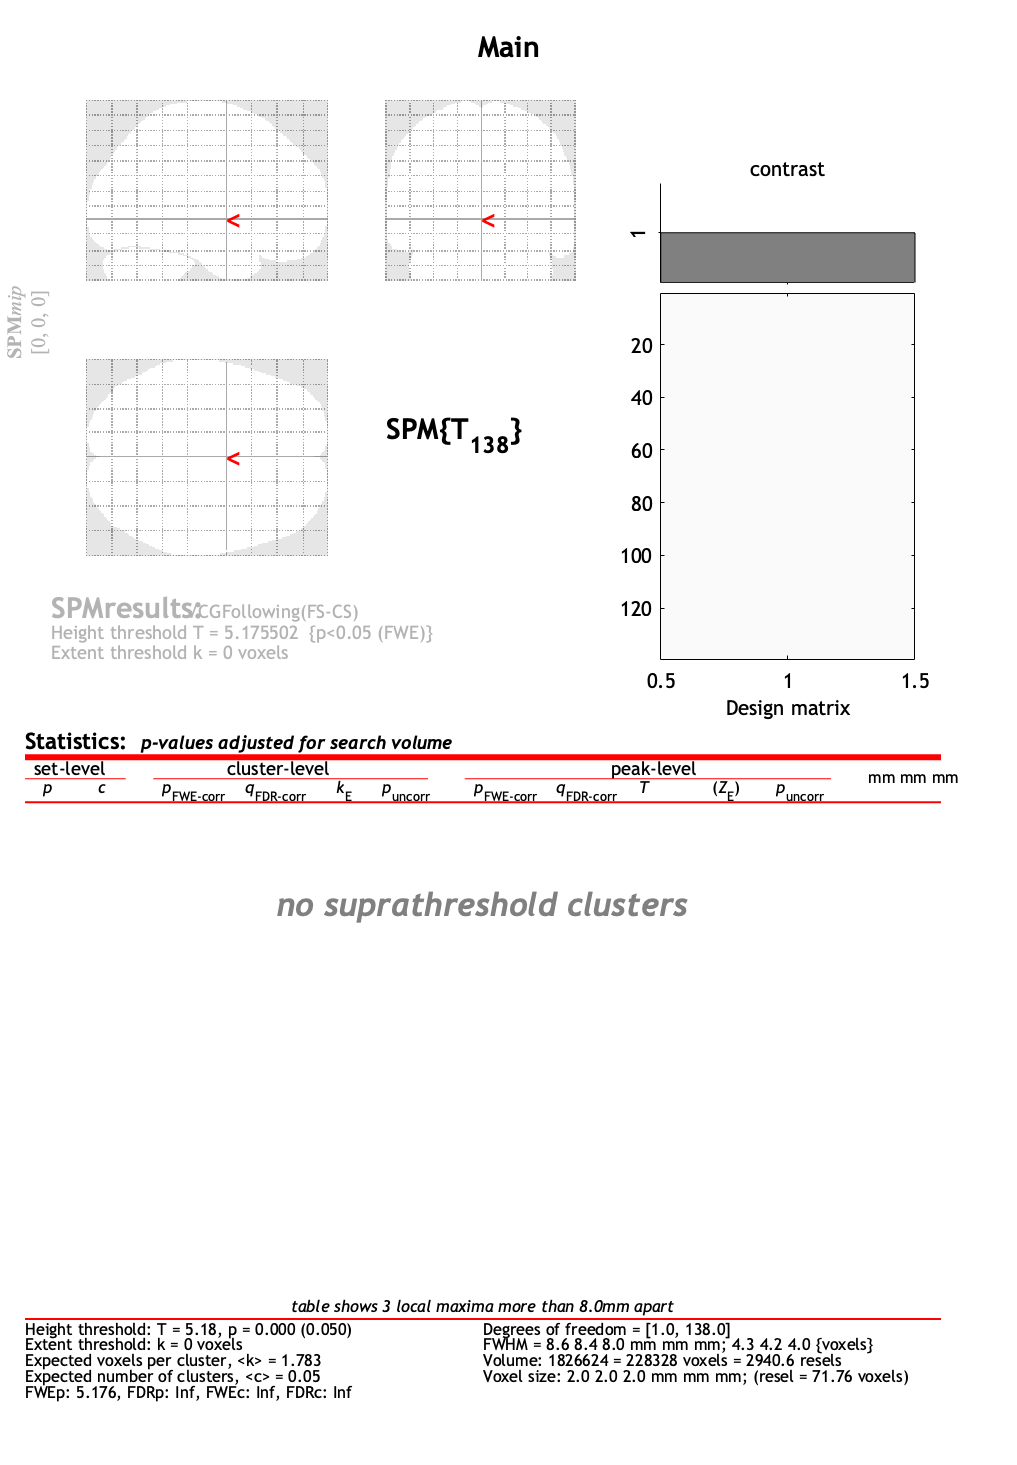 Main
contrast
1
SPMmip
[0, 0, 0]
20
40
60
80
100
120
0.5 1 1.5
Design matrix
SPM{T138}
SPMresults: CGFollowing(FS-CS)
Height threshold T = 5.175502 {p<0.05 (FWE)}
Extent threshold k = 0 voxels
Statistics: p-values adjusted for search volume
set-level cluster-level peak-level mm mm mm
p c pFWE-corr qFDR-corr kE puncorr pFWE-corr qFDR-corr T (ZE) puncorr
no suprathreshold clusters
table shows 3 local maxima more than 8.0mm apart
Height threshold: T = 5.18, p = 0.000 (0.050)
Extent threshold: k = 0 voxels
Expected voxels per cluster, <k> = 1.783
Expected number of clusters, <c> = 0.05
FWEp: 5.176, FDRp: Inf, FWEc: Inf, FDRc: Inf
Degrees of freedom = [1.0, 138.0]
FWHM = 8.6 8.4 8.0 mm mm mm; 4.3 4.2 4.0 {voxels}
Volume: 1826624 = 228328 voxels = 2940.6 resels
Voxel size: 2.0 2.0 2.0 mm mm mm; (resel = 71.76 voxels)